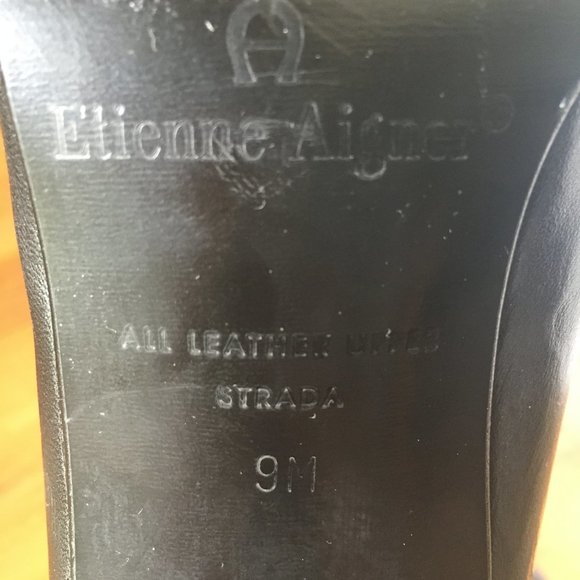 Etienne Aigner®
ALL LEATHER UPPER
STRADA
9M